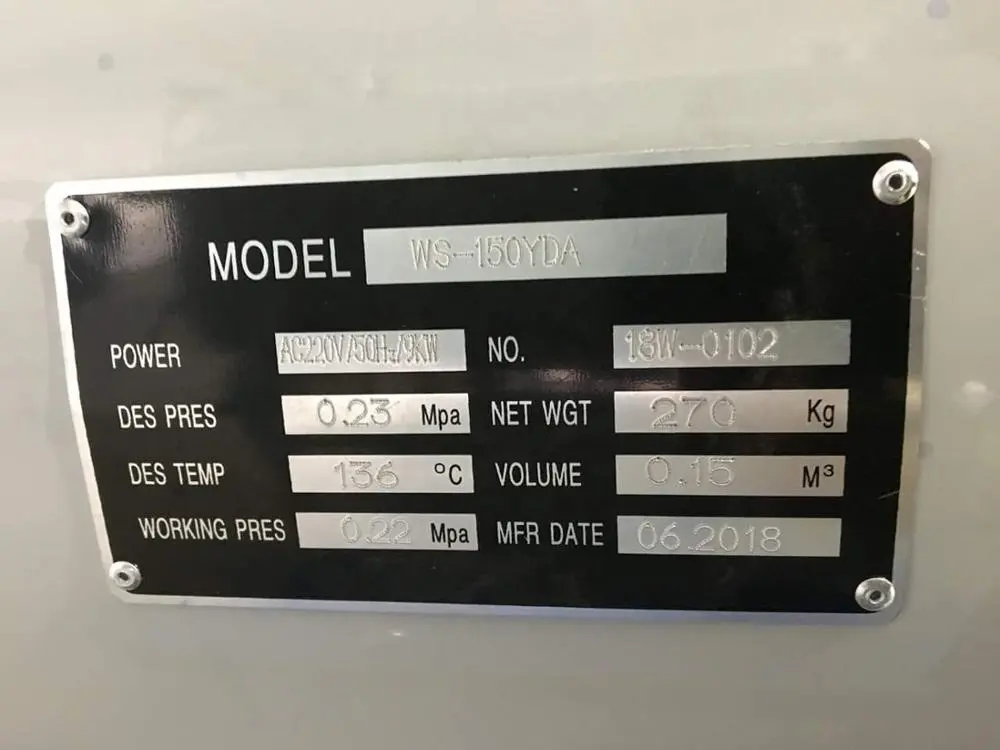 MODEL WS-150YDA
POWER AC220V/50Hz/9KW NO. 18W-0102
DES PRES 0.23 Mpa NET WGT 270 Kg
DES TEMP 136 °C VOLUME 0.15 M³
WORKING PRES 0.22 Mpa MFR DATE 06.2018